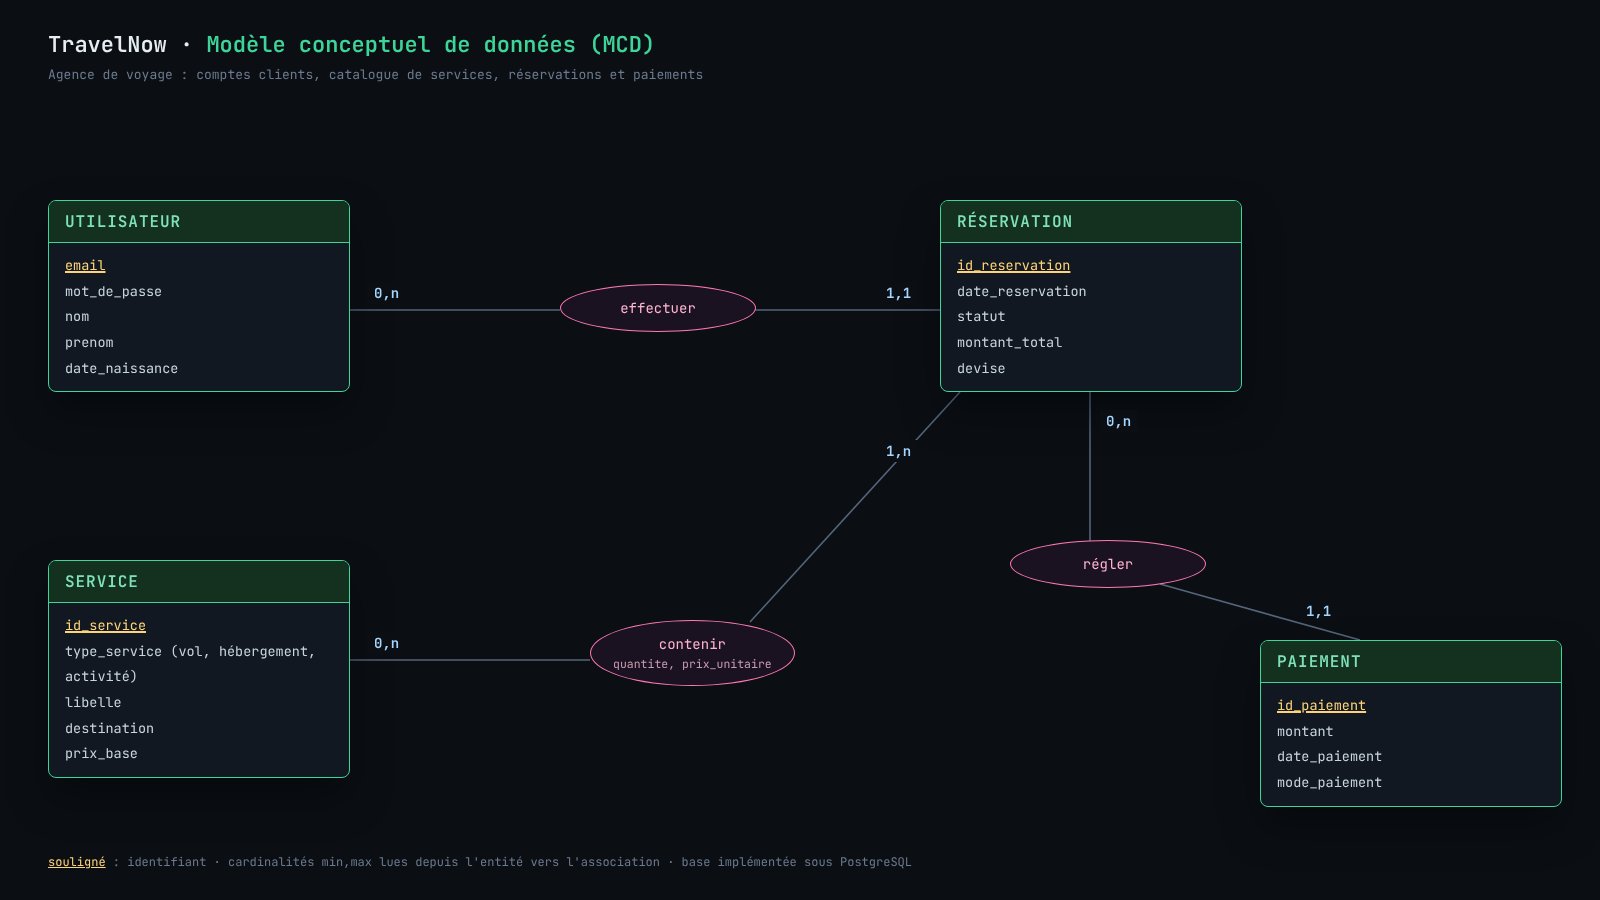 TravelNow · Modèle conceptuel de données (MCD)
Agence de voyage : comptes clients, catalogue de services, réservations et paiements
UTILISATEUR
email
mot_de_passe
nom
prenom
date_naissance
0,n
effectuer
1,1
RÉSERVATION
id_reservation
date_reservation
statut
montant_total
devise
1,n
0,n
SERVICE
id_service
type_service (vol, hébergement,
activité)
libelle
destination
prix_base
0,n
contenir
quantite, prix_unitaire
régler
1,1
PAIEMENT
id_paiement
montant
date_paiement
mode_paiement
souligné : identifiant · cardinalités min,max lues depuis l'entité vers l'association · base implémentée sous PostgreSQL